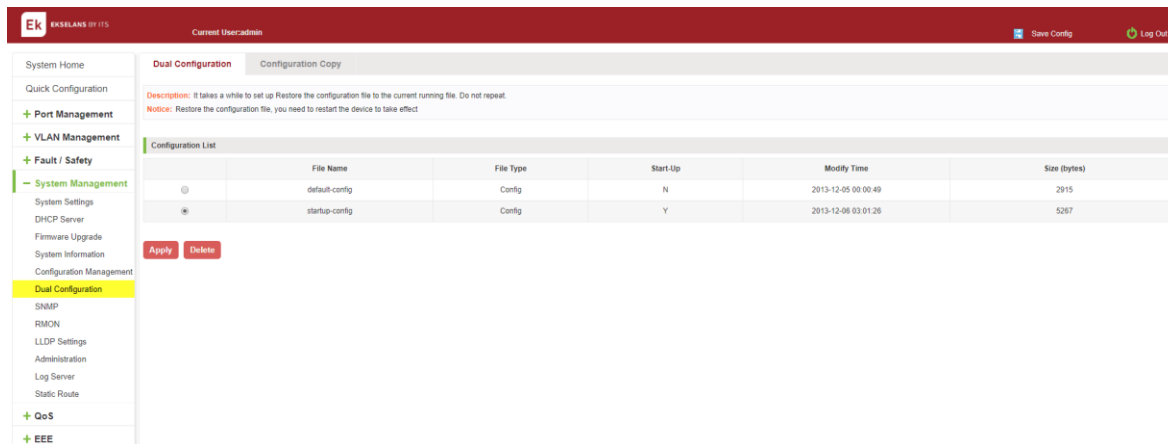 Ek EKSELANS BY ITS
Current User:admin
Save Config
Log Out
System Home
Quick Configuration
+ Port Management
+ VLAN Management
+ Fault / Safety
− System Management
System Settings
DHCP Server
Firmware Upgrade
System Information
Configuration Management
Dual Configuration
SNMP
RMON
LLDP Settings
Administration
Log Server
Static Route
+ QoS
+ EEE
Dual Configuration Configuration Copy
Description: It takes a while to set up Restore the configuration file to the current running file. Do not repeat.
Notice: Restore the configuration file, you need to restart the device to take effect
Configuration List
File Name File Type Start-Up Modify Time Size (bytes)
default-config Config N 2013-12-05 00:00:49 2915
startup-config Config Y 2013-12-06 03:01:26 5267
Apply Delete